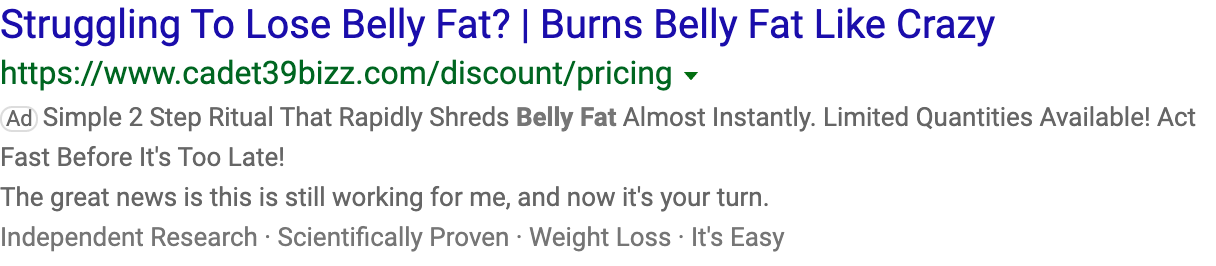 Struggling To Lose Belly Fat? | Burns Belly Fat Like Crazy
https://www.cadet39bizz.com/discount/pricing
Ad Simple 2 Step Ritual That Rapidly Shreds Belly Fat Almost Instantly. Limited Quantities Available! Act
Fast Before It's Too Late!
The great news is this is still working for me, and now it's your turn.
Independent Research · Scientifically Proven · Weight Loss · It's Easy